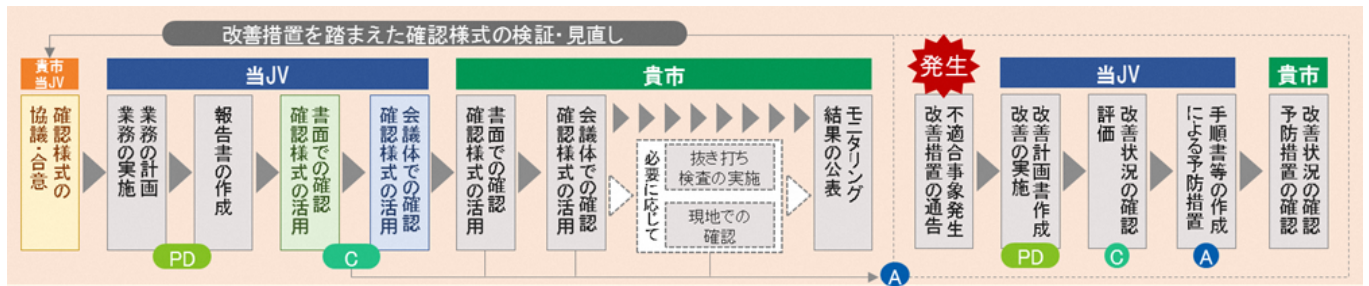 改善措置を踏まえた確認様式の検証・見直し
貴市
当JV
確認様式の
協議・合意
当JV
業務の計画
業務の実施
報告書の作成
書面での確認
確認様式の活用
会議体での確認
確認様式の活用
PD
C
貴市
書面での確認
確認様式の活用
会議体での確認
確認様式の活用
必要に応じて
抜き打ち
検査の実施
現地での
確認
モニタリング
結果の公表
A
発生
不適合事象発生
改善措置の通告
当JV
改善計画書作成
改善の実施
改善状況の確認
評価
手順書等の作成
による予防措置
PD
C
A
貴市
改善状況の確認
予防措置の確認